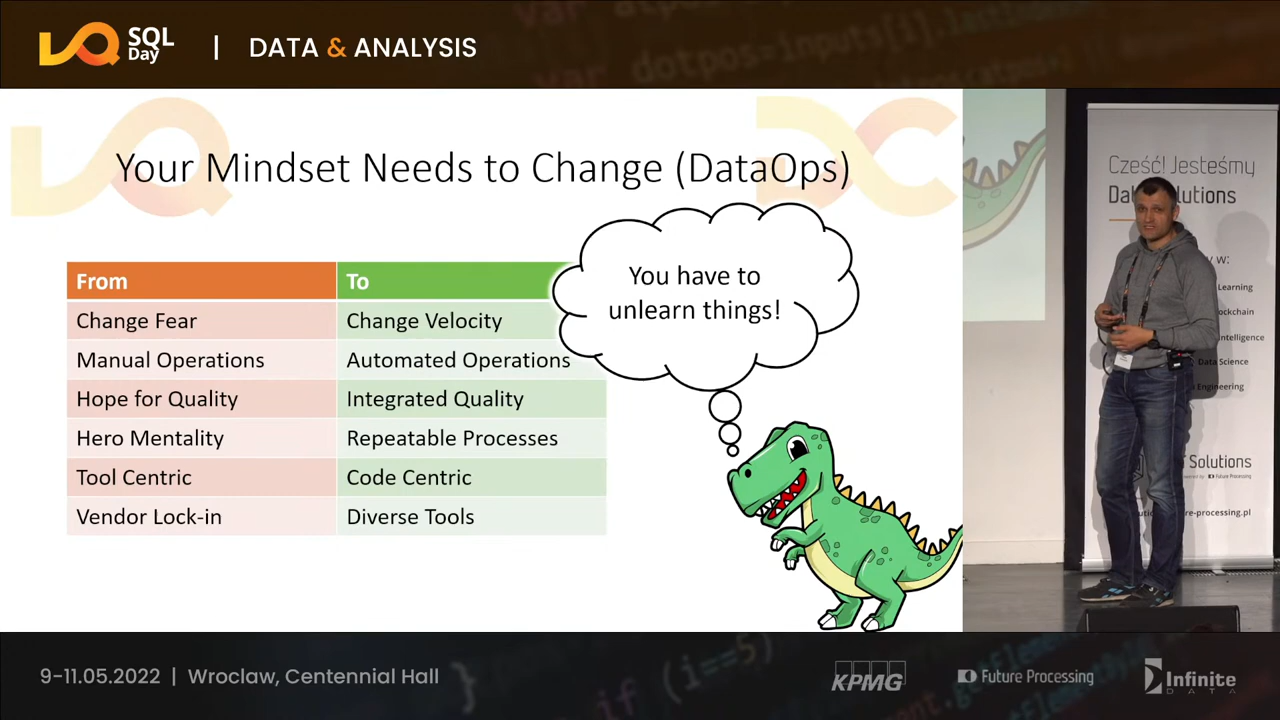 SQL
Day
| DATA & ANALYSIS
Your Mindset Needs to Change (DataOps)
You have to
unlearn things!
From To
Change Fear Change Velocity
Manual Operations Automated Operations
Hope for Quality Integrated Quality
Hero Mentality Repeatable Processes
Tool Centric Code Centric
Vendor Lock-in Diverse Tools
Cześć! Jesteśmy
Learning
Data Science
9-11.05.2022 | Wroclaw, Centennial Hall
KPMG
Future Processing
Infinite
DATA